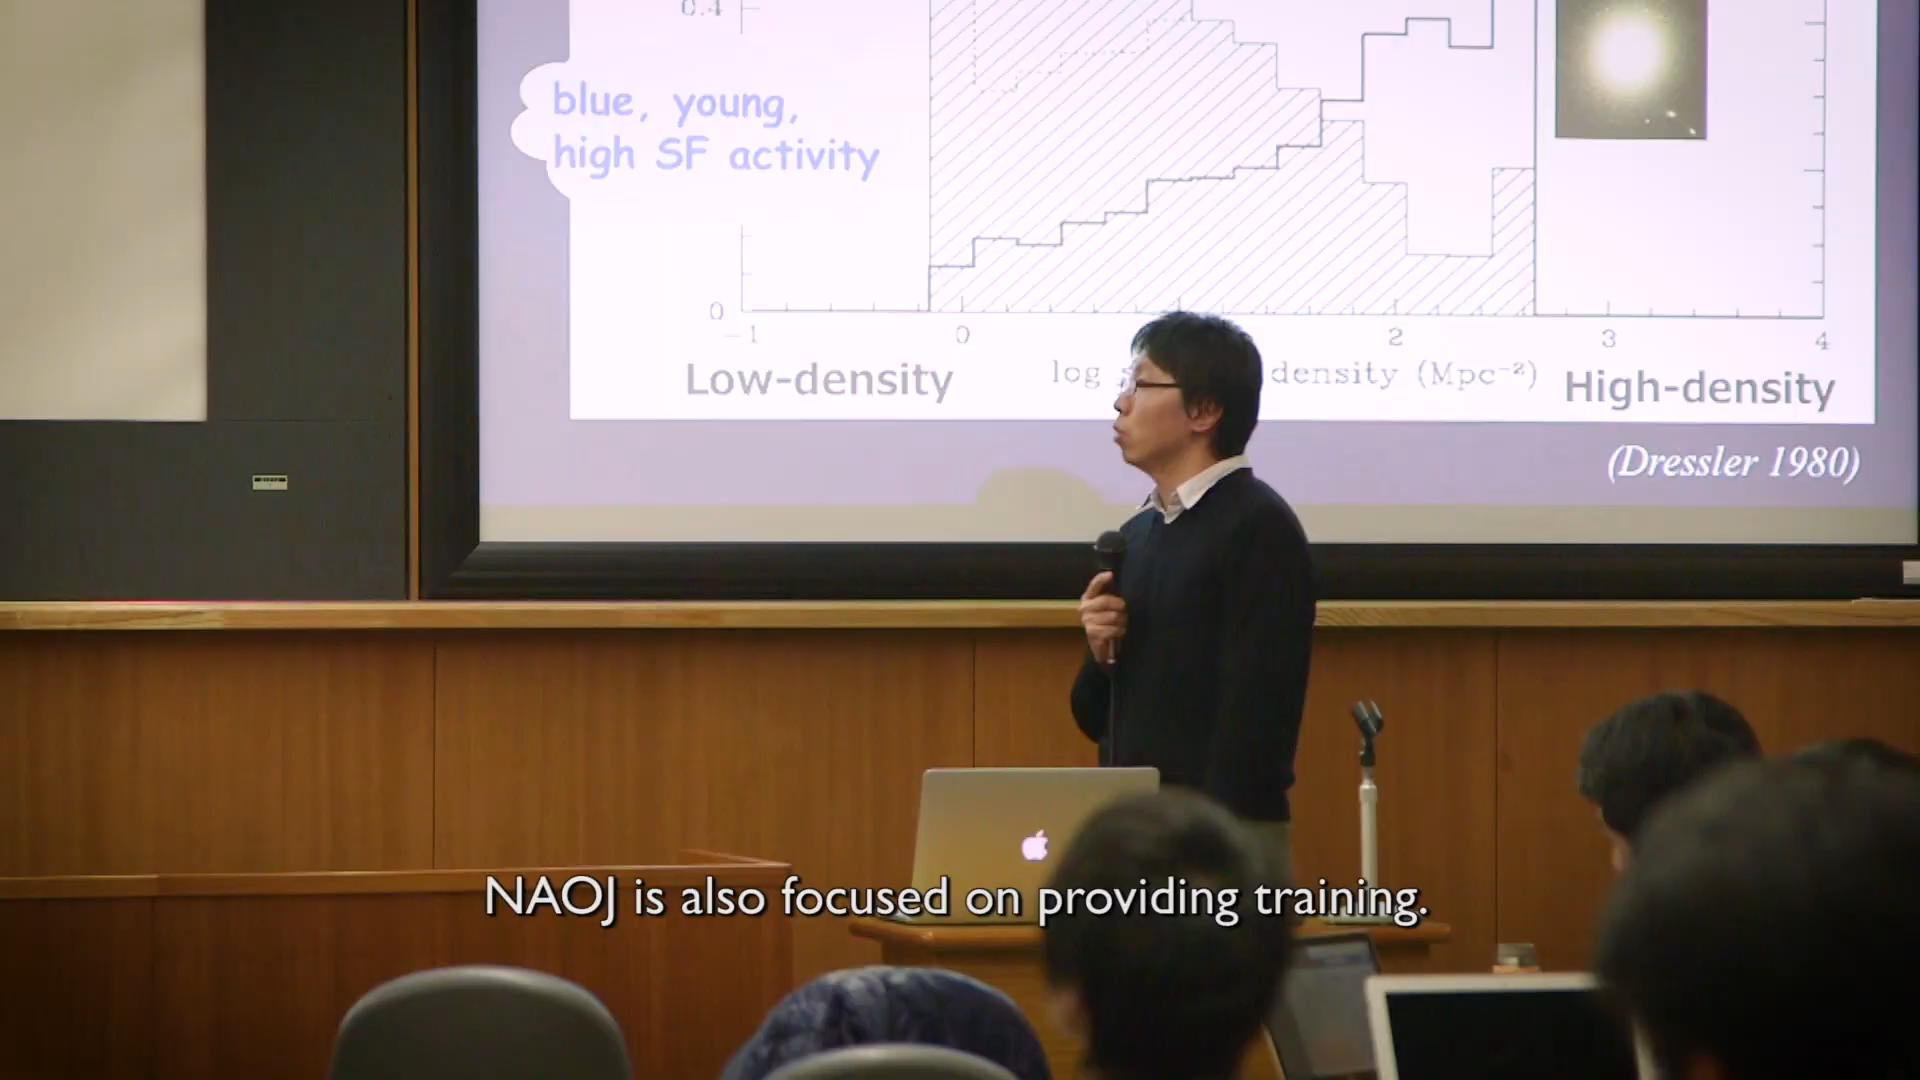 0.4
blue, young,
high SF activity
0
-1 0 2 3 4
log density (Mpc⁻²)
Low-density
High-density
(Dressler 1980)
NAOJ is also focused on providing training.